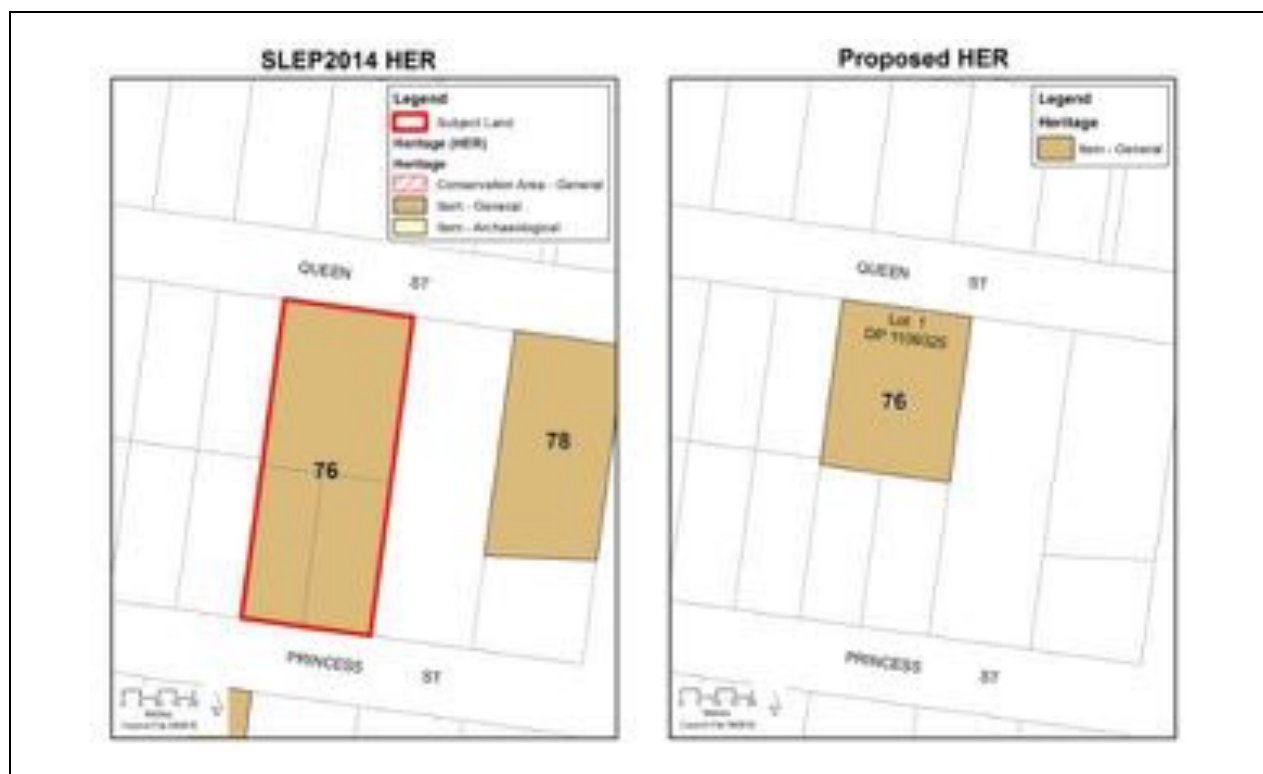 SLEP2014 HER
Legend
Subject Land
Heritage (HER)
Heritage
Conservation Area - General
Item - General
Item - Archaeological
QUEEN ST
76
78
PRINCESS ST
Proposed HER
Legend
Heritage
Item - General
QUEEN ST
Lot 1
DP
76
PRINCESS ST